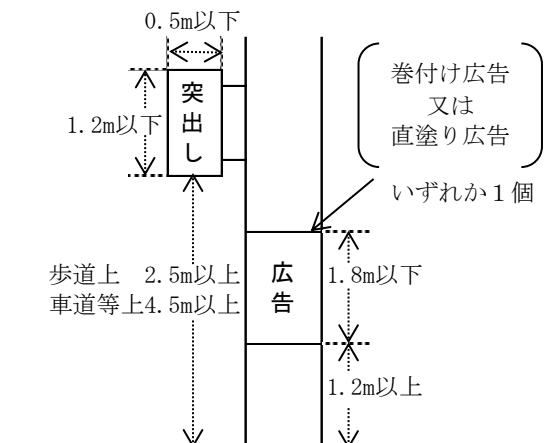 0.5m以下
巻付け広告
又は
直塗り広告
突出し
1.2m以下
いずれか１個
歩道上　2.5m以上
車道等上4.5m以上
広告
1.8m以下
1.2m以上